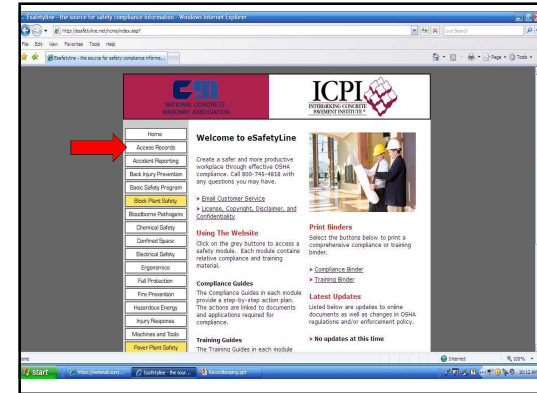 Esafetyline - the source for safety compliance information - Windows Internet Explorer
Live Search
File Edit View Favorites Tools Help
Esafetyline - the source for safety compliance informa...
Page
Tools
NATIONAL CONCRETE
MASONRY ASSOCIATION
ICPI
INTERLOCKING CONCRETE
PAVEMENT INSTITUTE
Home
Access Records
Accident Reporting
Back Injury Prevention
Basic Safety Program
Block Plant Safety
Bloodborne Pathogens
Chemical Safety
Confined Space
Electrical Safety
Ergonomics
Fall Protection
Fire Prevention
Hazardous Energy
Injury Response
Machines and Tools
Paver Plant Safety
Welcome to eSafetyLine
Create a safer and more productive
workplace through effective OSHA
compliance. Call 800-745-4818 with
any questions you may have.
Email Customer Service
License, Copyright, Disclaimer, and
Confidentiality
Using The Website
Click on the grey buttons to access a
safety module. Each module contains
relative compliance and training
material.
Compliance Guides
The Compliance Guides in each module
provide a step-by-step action plan.
The actions are linked to documents
and applications required for
compliance.
Training Guides
The Training Guides in each module
Print Binders
Select the buttons below to print a
comprehensive compliance or training
binder.
Compliance Binder
Training Binder
Latest Updates
Listed below are updates to online
documents as well as changes in OSHA
regulations and/or enforcement policy.
No updates at this time
Internet
100%
start
Esafetyline - the sour...
Recordkeeping.ppt
10:12 AM